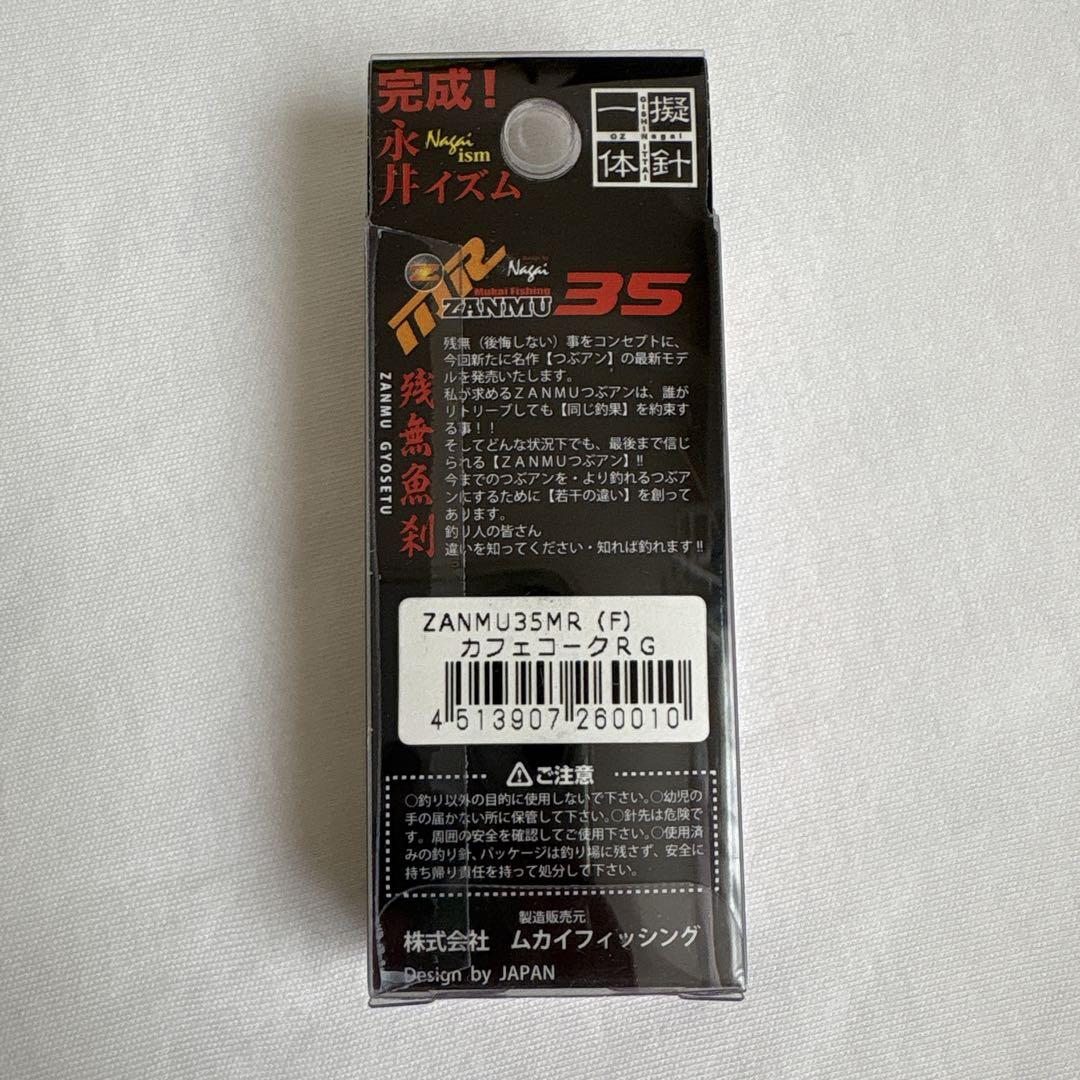 完成!
永井イズム
Nagai
ism
擬針
一体
GISHIN ITTAI
OZ Nagai
Z
MR
design by
Nagai
Mukai Fishing
ZANMU 35
残無魚刹
ZANMU GYOSETU
残無(後悔しない)事をコンセプトに、
今回新たに名作【つぶアン】の最新モデ
ルを発売いたします。
私が求めるZANMUつぶアンは、誰が
リトリーブしても【同じ釣果】を約束す
る事!!
そしてどんな状況下でも、最後まで信じ
られる【ZANMUつぶアン】!!
今までのつぶアンを・より釣れるつぶア
ンにするために【若干の違い】を創って
あります。
釣り人の皆さん
違いを知ってください・知れば釣れます!!
ZANMU35MR(F)
カフェコークRG
4 513907 260010
ご注意
○釣り以外の目的に使用しないで下さい。○幼児の
手の届かない所に保管して下さい。○針先は危険で
す。周囲の安全を確認してご使用下さい。○使用済
みの釣り針、パッケージは釣り場に残さず、安全に
持ち帰り責任を持って処分して下さい。
製造販売元
株式会社 ムカイフィッシング
Design by JAPAN